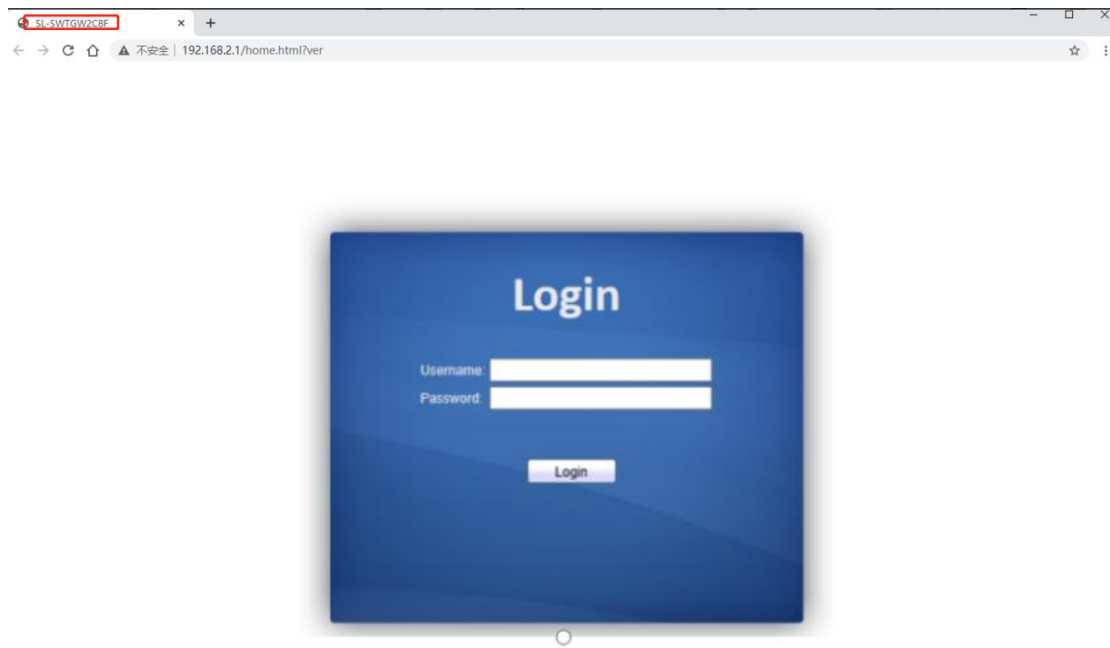 SL-SWTGW2C8F
不安全 | 192.168.2.1/home.html?ver
Login
Username:
Password:
Login